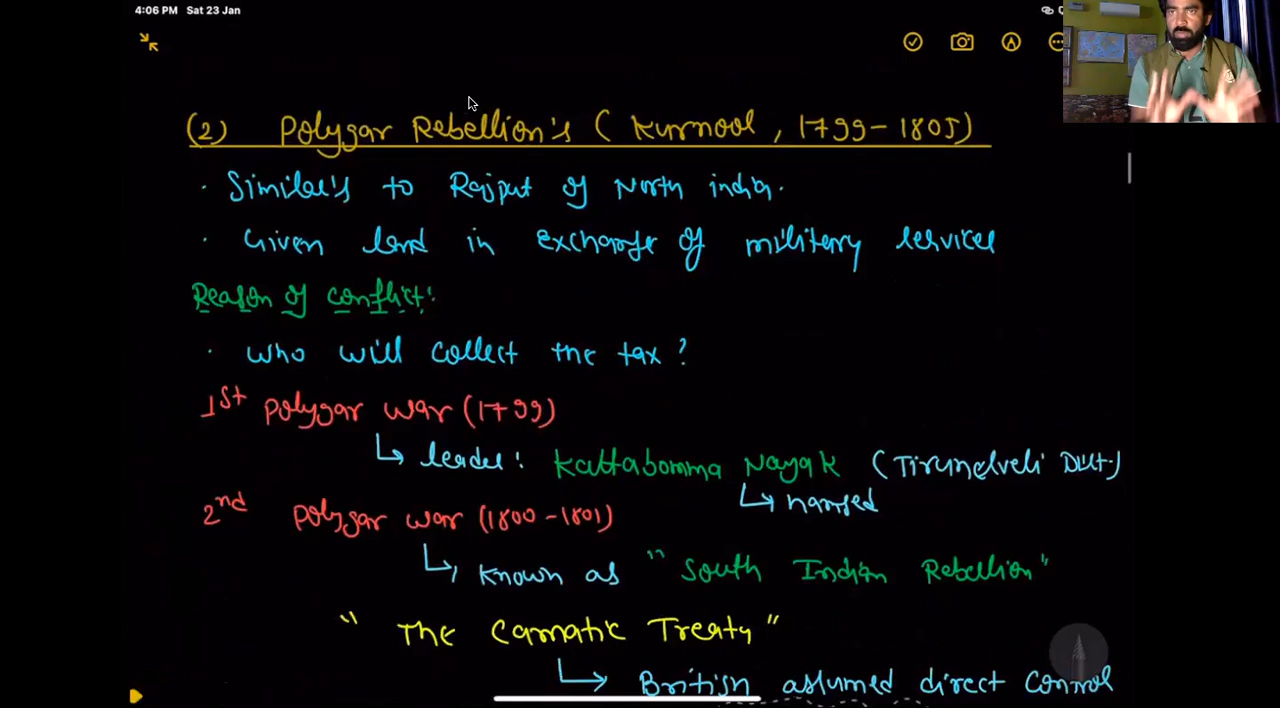 4:06 PM Sat 23 Jan
(2) Polygar Rebellion's (Kurnool, 1799-1805)
· Similar's to Rajput of North india.
· Given land in exchange of military services
Reason of conflict:
· who will collect the tax?
1st polygar war (1799)
↳ leader: Kattabomma Nayak (Tirunelveli Distt.)
↳ hanged
2nd polygar war (1800-1801)
↳ known as "South Indian Rebellion"
"The Carnatic Treaty"
↳ British assumed direct control